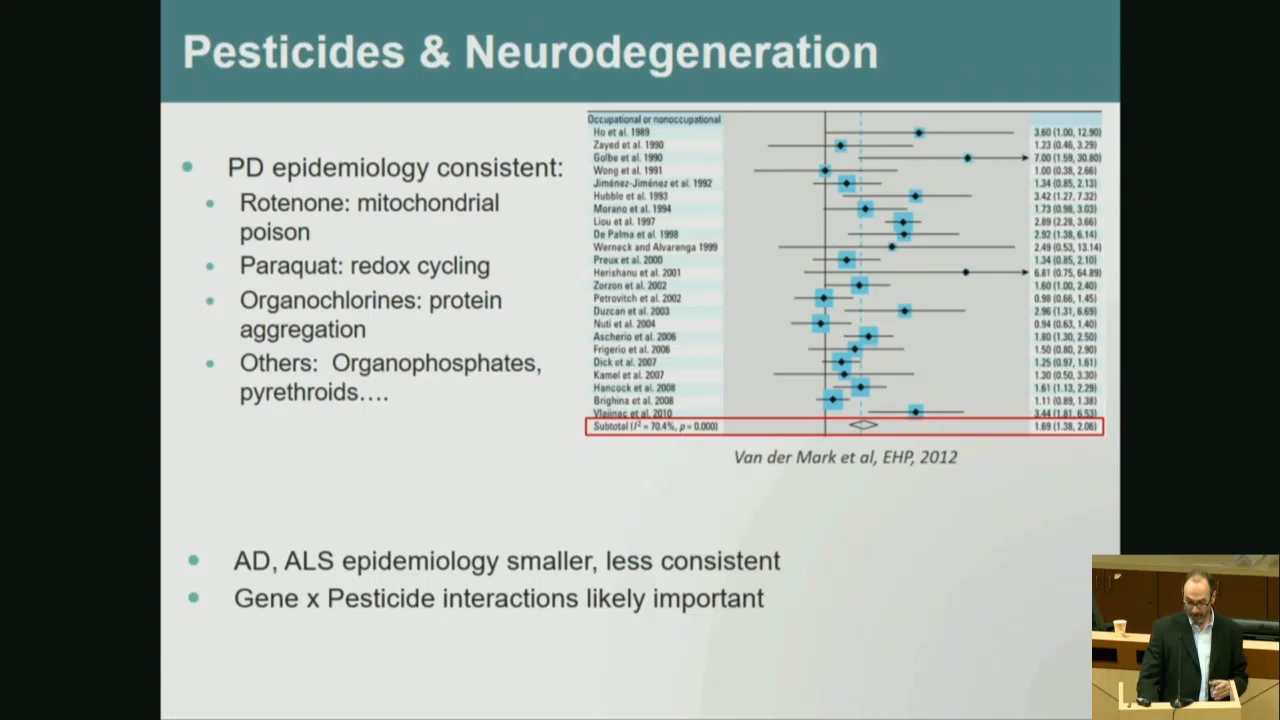 Pesticides & Neurodegeneration
PD epidemiology consistent:
Rotenone: mitochondrial
poison
Paraquat: redox cycling
Organochlorines: protein
aggregation
Others: Organophosphates,
pyrethroids….
Occupational or nonoccupational
Ho et al. 1989 3.60 (1.00, 12.90)
Zayed et al. 1990 1.23 (0.46, 3.29)
Golbe et al. 1990 7.00 (1.59, 30.80)
Wong et al. 1991 1.00 (0.38, 2.66)
Jiménez-Jiménez et al. 1992 1.34 (0.85, 2.13)
Hubble et al. 1993 3.42 (1.27, 7.32)
Morano et al. 1994 1.73 (0.98, 3.03)
Liou et al. 1997 2.89 (2.28, 3.66)
De Palma et al. 1998 2.92 (1.38, 6.14)
Werneck and Alvarenga 1999 2.49 (0.53, 13.14)
Preux et al. 2000 1.34 (0.85, 2.10)
Herishanu et al. 2001 6.81 (0.75, 64.89)
Zorzon et al. 2002 1.60 (1.00, 2.40)
Petrovitch et al. 2002 0.98 (0.66, 1.45)
Duzcan et al. 2003 2.96 (1.31, 6.69)
Nuti et al. 2004 0.94 (0.63, 1.40)
Ascherio et al. 2006 1.80 (1.30, 2.50)
Frigerio et al. 2006 1.50 (0.80, 2.90)
Dick et al. 2007 1.25 (0.97, 1.61)
Kamel et al. 2007 1.30 (0.50, 3.30)
Hancock et al. 2008 1.61 (1.13, 2.29)
Brighina et al. 2008 1.11 (0.89, 1.38)
Vlajinac et al. 2010 3.44 (1.81, 6.53)
Subtotal (I² = 70.4%, p = 0.000) 1.69 (1.38, 2.06)
Van der Mark et al, EHP, 2012
AD, ALS epidemiology smaller, less consistent
Gene x Pesticide interactions likely important